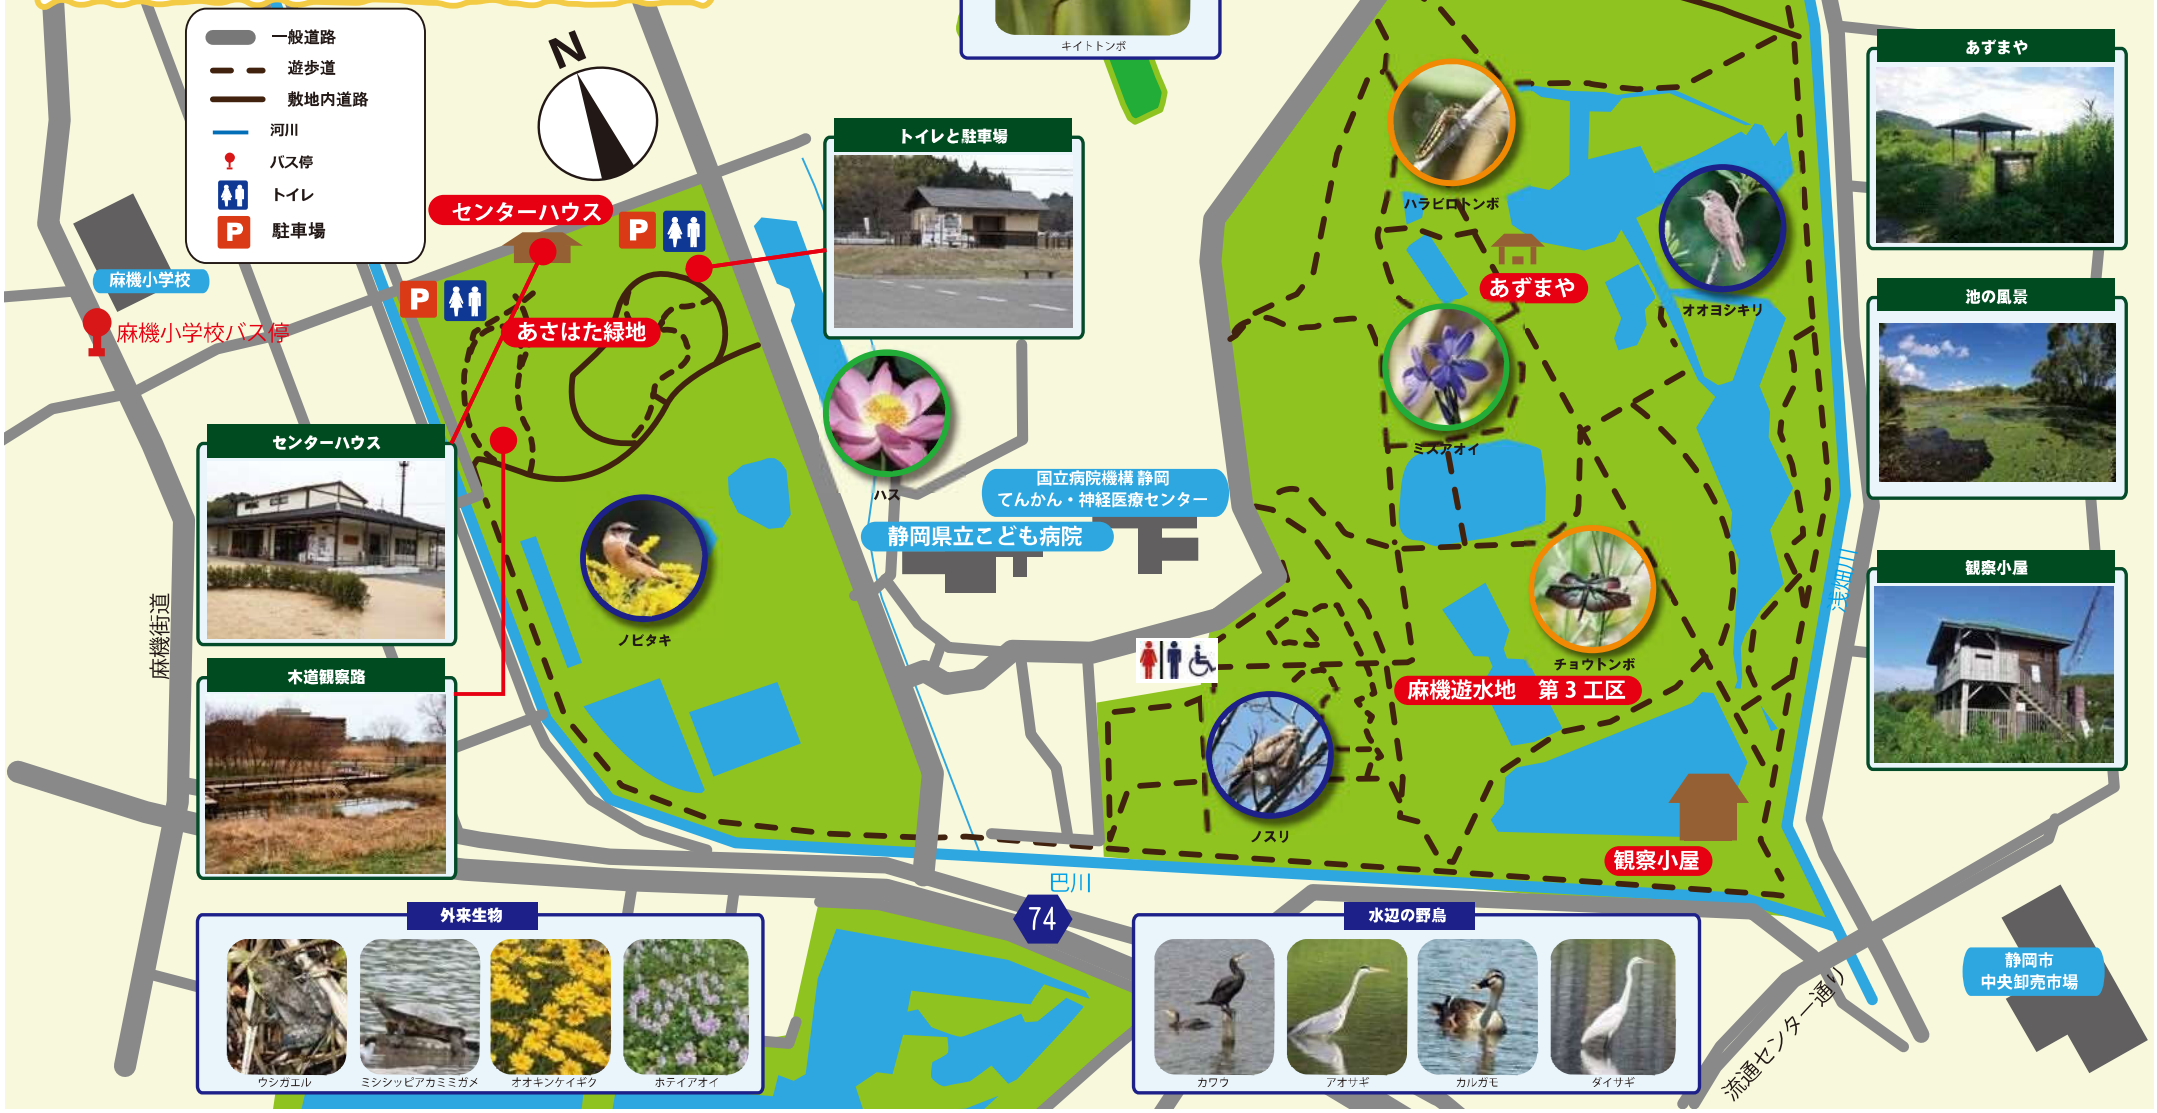 一般道路
遊歩道
敷地内道路
河川
バス停
トイレ
P
駐車場
N
キイトトンボ
あずまや
トイレと駐車場
センターハウス
P
麻機小学校
麻機小学校バス停
P
あさはた緑地
ハラビロトンボ
あずまや
オオヨシキリ
池の風景
センターハウス
ハス
ミズアオイ
国立病院機構 静岡
てんかん・神経医療センター
静岡県立こども病院
観察小屋
麻機街道
ノビタキ
木道観察路
チョウトンボ
麻機遊水地 第3工区
浅畑川
ノスリ
観察小屋
巴川
74
外来生物
ウシガエル
ミシシッピアカミミガメ
オオキンケイギク
ホテイアオイ
水辺の野鳥
カワウ
アオサギ
カルガモ
ダイサギ
静岡市
中央卸売市場
流通センター通り